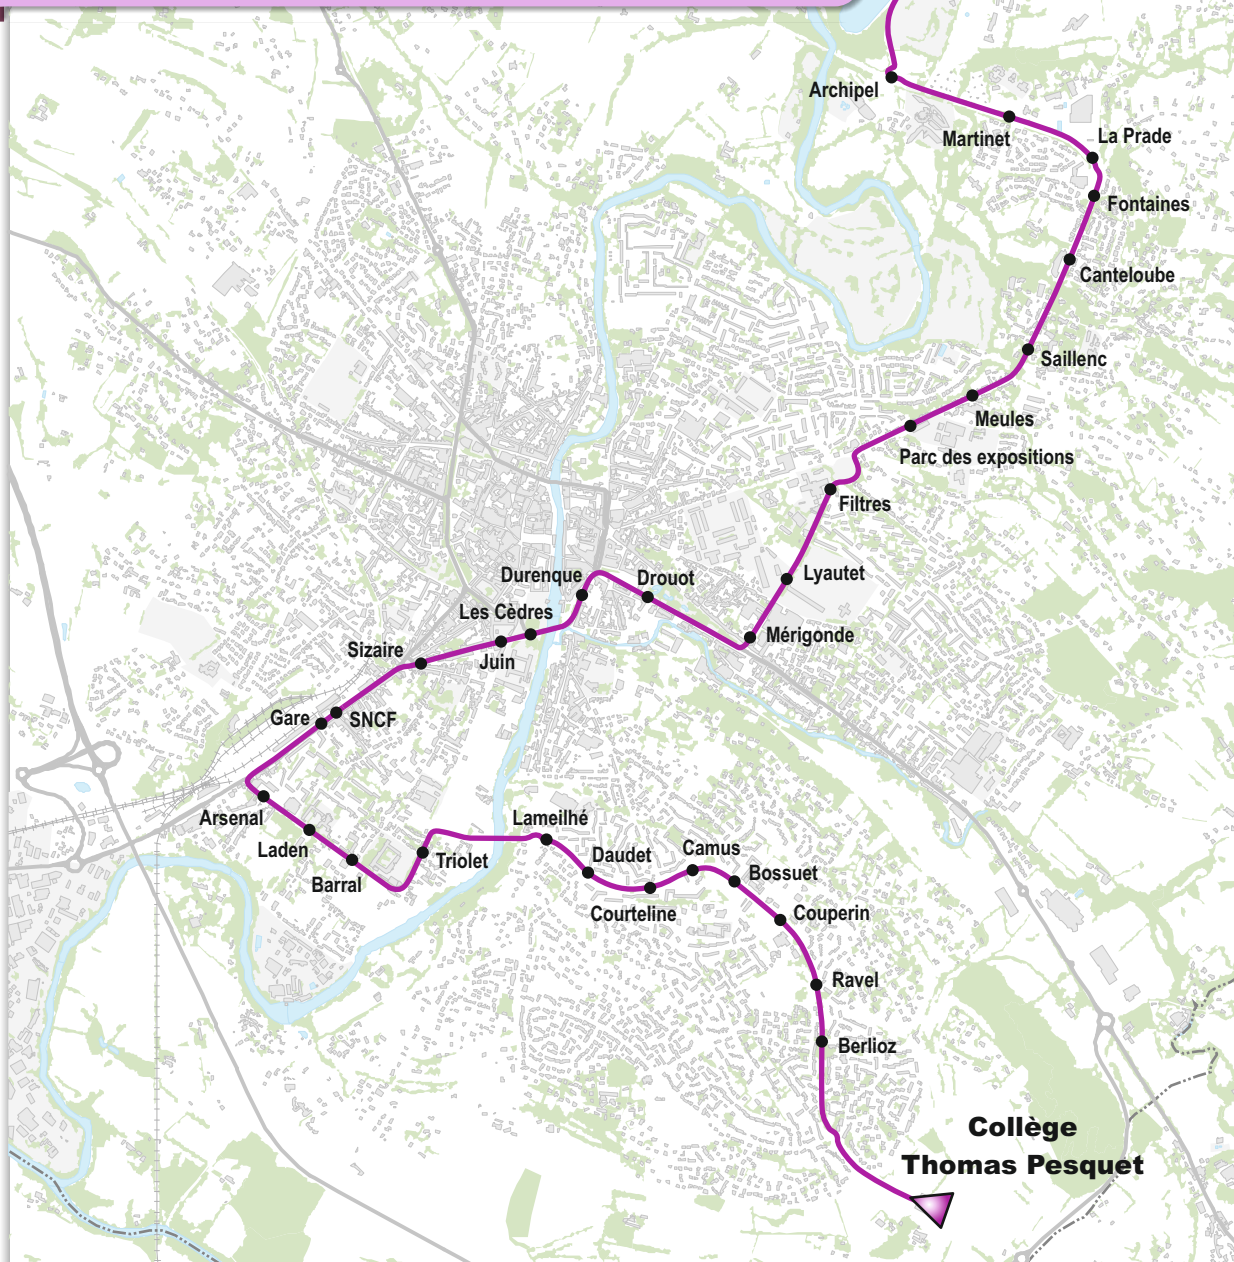 Archipel
Martinet
La Prade
Fontaines
Canteloube
Saillenc
Meules
Parc des expositions
Filtres
Lyautet
Mérigonde
Drouot
Durenque
Les Cèdres
Juin
Sizaire
SNCF
Gare
Arsenal
Laden
Barral
Triolet
Lameilhé
Daudet
Courteline
Camus
Bossuet
Couperin
Ravel
Berlioz
Collège
Thomas Pesquet